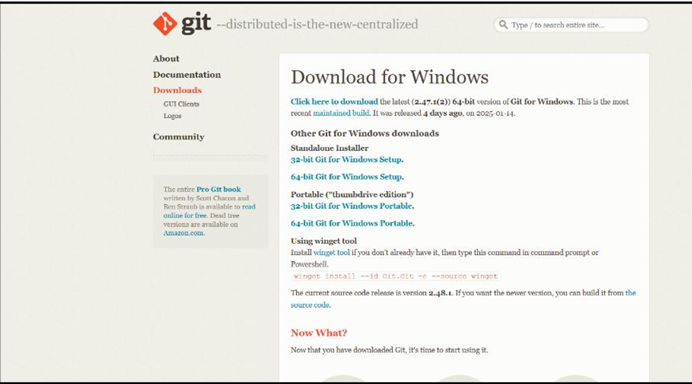 git --distributed-is-the-new-centralized
Type / to search entire site...
About
Documentation
Downloads
GUI Clients
Logos
Community
The entire Pro Git book
written by Scott Chacon and
Ben Straub is available to read
online for free. Dead tree
versions are available on
Amazon.com.
Download for Windows
Click here to download the latest (2.47.1(2)) 64-bit version of Git for Windows. This is the most
recent maintained build. It was released 4 days ago, on 2025-01-14.
Other Git for Windows downloads
Standalone Installer
32-bit Git for Windows Setup.
64-bit Git for Windows Setup.
Portable ("thumbdrive edition")
32-bit Git for Windows Portable.
64-bit Git for Windows Portable.
Using winget tool
Install winget tool if you don't already have it, then type this command in command prompt or
Powershell.
winget install --id Git.Git -e --source winget
The current source code release is version 2.48.1. If you want the newer version, you can build it from the
source code.
Now What?
Now that you have downloaded Git, it's time to start using it.